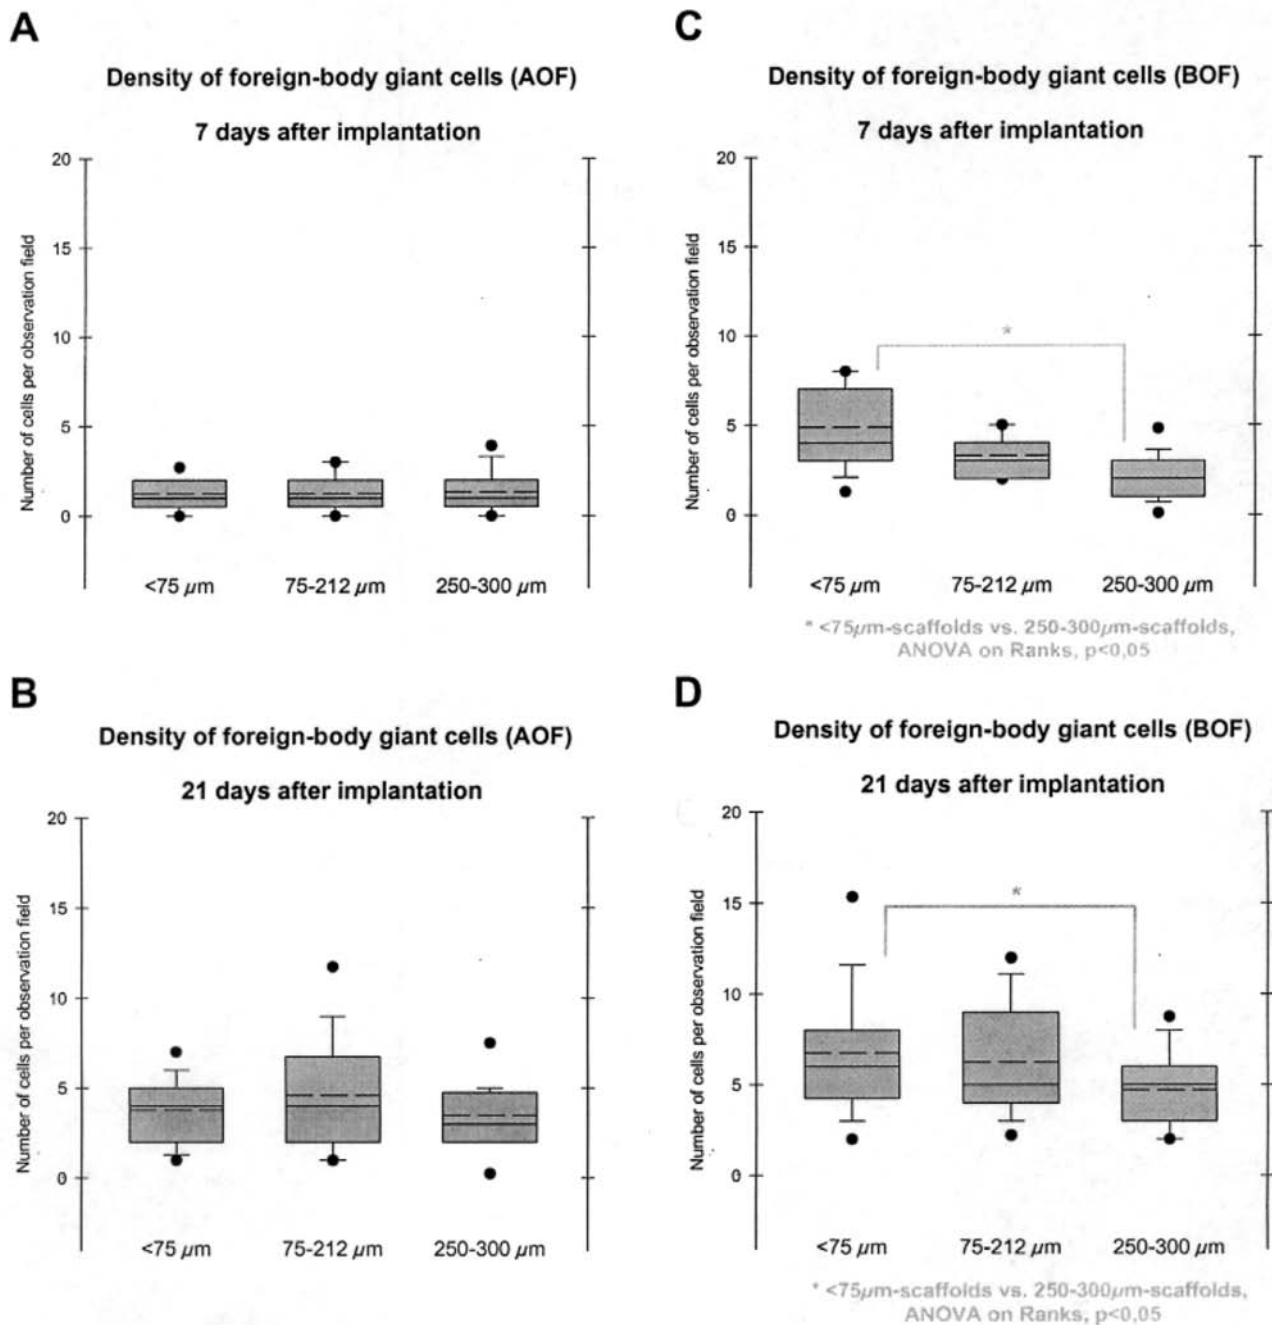 A
Density of foreign-body giant cells (AOF)
7 days after implantation
Number of cells per observation field
20
15
10
5
0
<75 µm
75-212 µm
250-300 µm
C
Density of foreign-body giant cells (BOF)
7 days after implantation
Number of cells per observation field
20
15
10
5
0
*
<75 µm
75-212 µm
250-300 µm
* <75µm-scaffolds vs. 250-300µm-scaffolds,
ANOVA on Ranks, p<0,05
B
Density of foreign-body giant cells (AOF)
21 days after implantation
Number of cells per observation field
20
15
10
5
0
<75 µm
75-212 µm
250-300 µm
D
Density of foreign-body giant cells (BOF)
21 days after implantation
Number of cells per observation field
20
15
10
5
0
*
<75 µm
75-212 µm
250-300 µm
* <75µm-scaffolds vs. 250-300µm-scaffolds,
ANOVA on Ranks, p<0,05